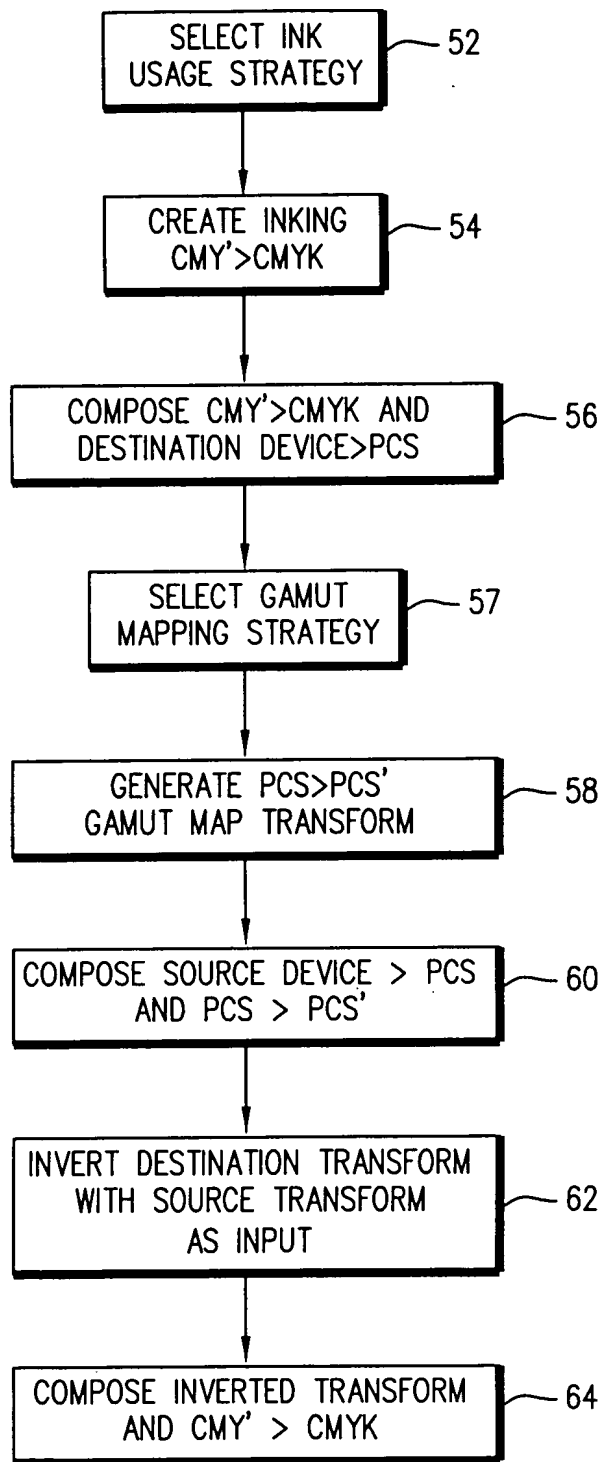 SELECT INK
USAGE STRATEGY
52
CREATE INKING
CMY'>CMYK
54
COMPOSE CMY'>CMYK AND
DESTINATION DEVICE>PCS
56
SELECT GAMUT
MAPPING STRATEGY
57
GENERATE PCS>PCS'
GAMUT MAP TRANSFORM
58
COMPOSE SOURCE DEVICE > PCS
AND PCS > PCS'
60
INVERT DESTINATION TRANSFORM
WITH SOURCE TRANSFORM
AS INPUT
62
COMPOSE INVERTED TRANSFORM
AND CMY' > CMYK
64